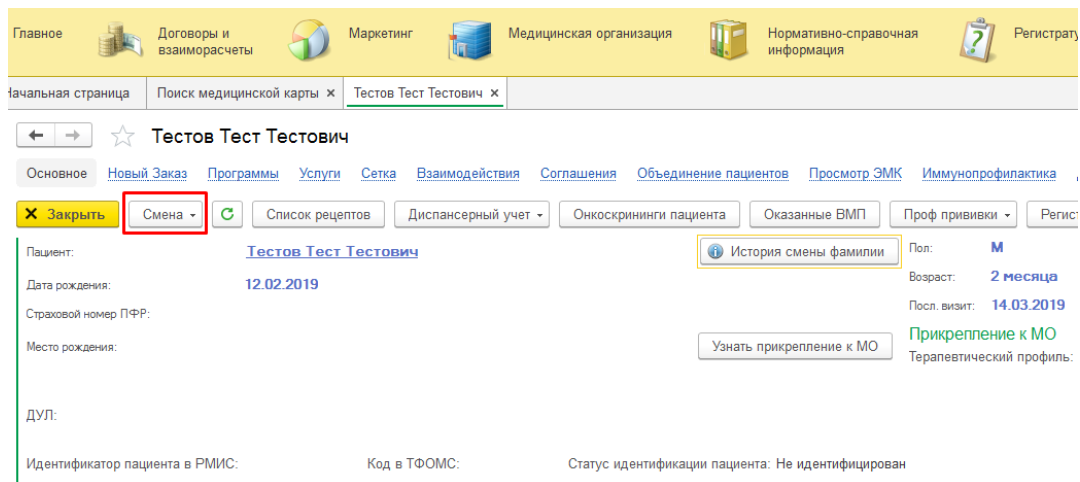 Главное Договоры и взаиморасчеты Маркетинг Медицинская организация Нормативно-справочная информация Регистрату
Начальная страница Поиск медицинской карты × Тестов Тест Тестович ×
Тестов Тест Тестович
Основное Новый Заказ Программы Услуги Сетка Взаимодействия Соглашения Объединение пациентов Просмотр ЭМК Иммунопрофилактика
Закрыть Смена Список рецептов Диспансерный учет Онкоскрининги пациента Оказанные ВМП Проф прививки Регист
Пациент: Тестов Тест Тестович История смены фамилии Пол: М
Дата рождения: 12.02.2019 Возраст: 2 месяца
Страховой номер ПФР: Посл. визит: 14.03.2019
Место рождения: Узнать прикрепление к МО Прикрепление к МО
Терапевтический профиль:
ДУЛ:
Идентификатор пациента в РМИС: Код в ТФОМС: Статус идентификации пациента: Не идентифицирован